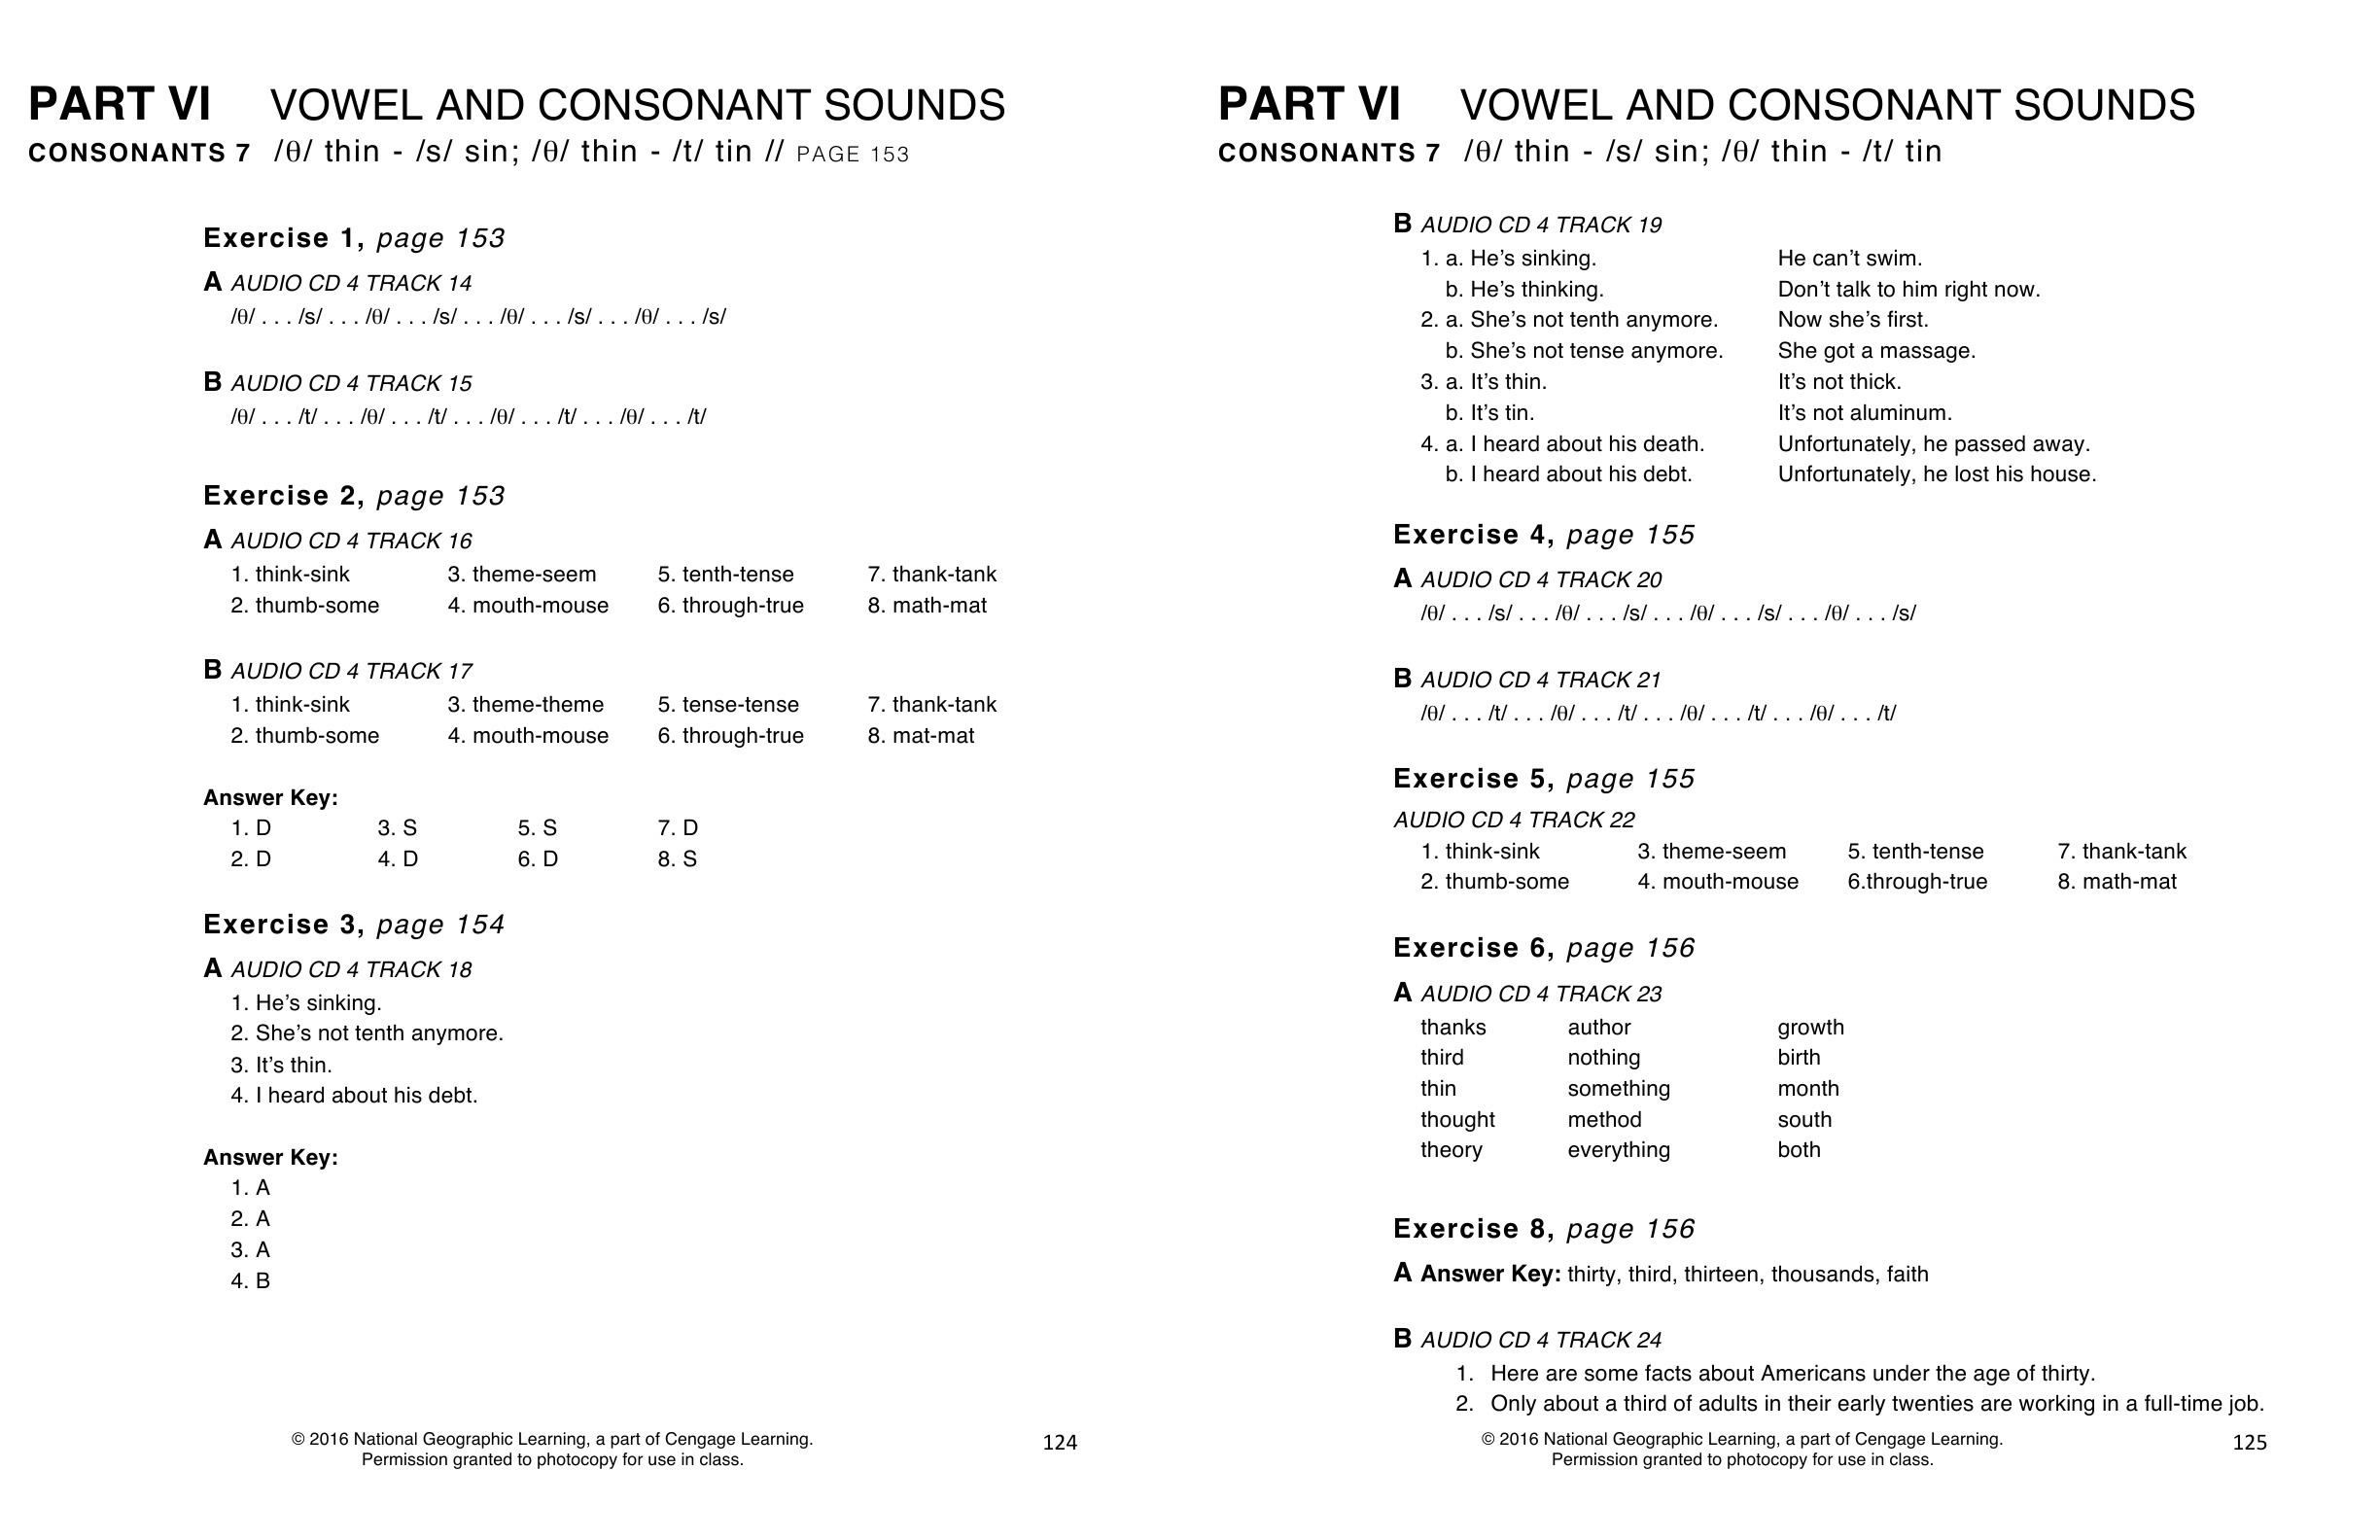 PART VI VOWEL AND CONSONANT SOUNDS
CONSONANTS 7 /θ/ thin - /s/ sin; /θ/ thin - /t/ tin // PAGE 153
Exercise 1, page 153
A AUDIO CD 4 TRACK 14
/θ/ . . . /s/ . . . /θ/ . . . /s/ . . . /θ/ . . . /s/ . . . /θ/ . . . /s/
B AUDIO CD 4 TRACK 15
/θ/ . . . /t/ . . . /θ/ . . . /t/ . . . /θ/ . . . /t/ . . . /θ/ . . . /t/
Exercise 2, page 153
A AUDIO CD 4 TRACK 16
1. think-sink 3. theme-seem 5. tenth-tense 7. thank-tank
2. thumb-some 4. mouth-mouse 6. through-true 8. math-mat
B AUDIO CD 4 TRACK 17
1. think-sink 3. theme-theme 5. tense-tense 7. thank-tank
2. thumb-some 4. mouth-mouse 6. through-true 8. mat-mat
Answer Key:
1. D 3. S 5. S 7. D
2. D 4. D 6. D 8. S
Exercise 3, page 154
A AUDIO CD 4 TRACK 18
1. He’s sinking.
2. She’s not tenth anymore.
3. It’s thin.
4. I heard about his debt.
Answer Key:
1. A
2. A
3. A
4. B
© 2016 National Geographic Learning, a part of Cengage Learning.
Permission granted to photocopy for use in class.
124
PART VI VOWEL AND CONSONANT SOUNDS
CONSONANTS 7 /θ/ thin - /s/ sin; /θ/ thin - /t/ tin
B AUDIO CD 4 TRACK 19
1. a. He’s sinking. He can’t swim.
b. He’s thinking. Don’t talk to him right now.
2. a. She’s not tenth anymore. Now she’s first.
b. She’s not tense anymore. She got a massage.
3. a. It’s thin. It’s not thick.
b. It’s tin. It’s not aluminum.
4. a. I heard about his death. Unfortunately, he passed away.
b. I heard about his debt. Unfortunately, he lost his house.
Exercise 4, page 155
A AUDIO CD 4 TRACK 20
/θ/ . . . /s/ . . . /θ/ . . . /s/ . . . /θ/ . . . /s/ . . . /θ/ . . . /s/
B AUDIO CD 4 TRACK 21
/θ/ . . . /t/ . . . /θ/ . . . /t/ . . . /θ/ . . . /t/ . . . /θ/ . . . /t/
Exercise 5, page 155
AUDIO CD 4 TRACK 22
1. think-sink 3. theme-seem 5. tenth-tense 7. thank-tank
2. thumb-some 4. mouth-mouse 6.through-true 8. math-mat
Exercise 6, page 156
A AUDIO CD 4 TRACK 23
thanks author growth
third nothing birth
thin something month
thought method south
theory everything both
Exercise 8, page 156
A Answer Key: thirty, third, thirteen, thousands, faith
B AUDIO CD 4 TRACK 24
1. Here are some facts about Americans under the age of thirty.
2. Only about a third of adults in their early twenties are working in a full-time job.
© 2016 National Geographic Learning, a part of Cengage Learning.
Permission granted to photocopy for use in class.
125